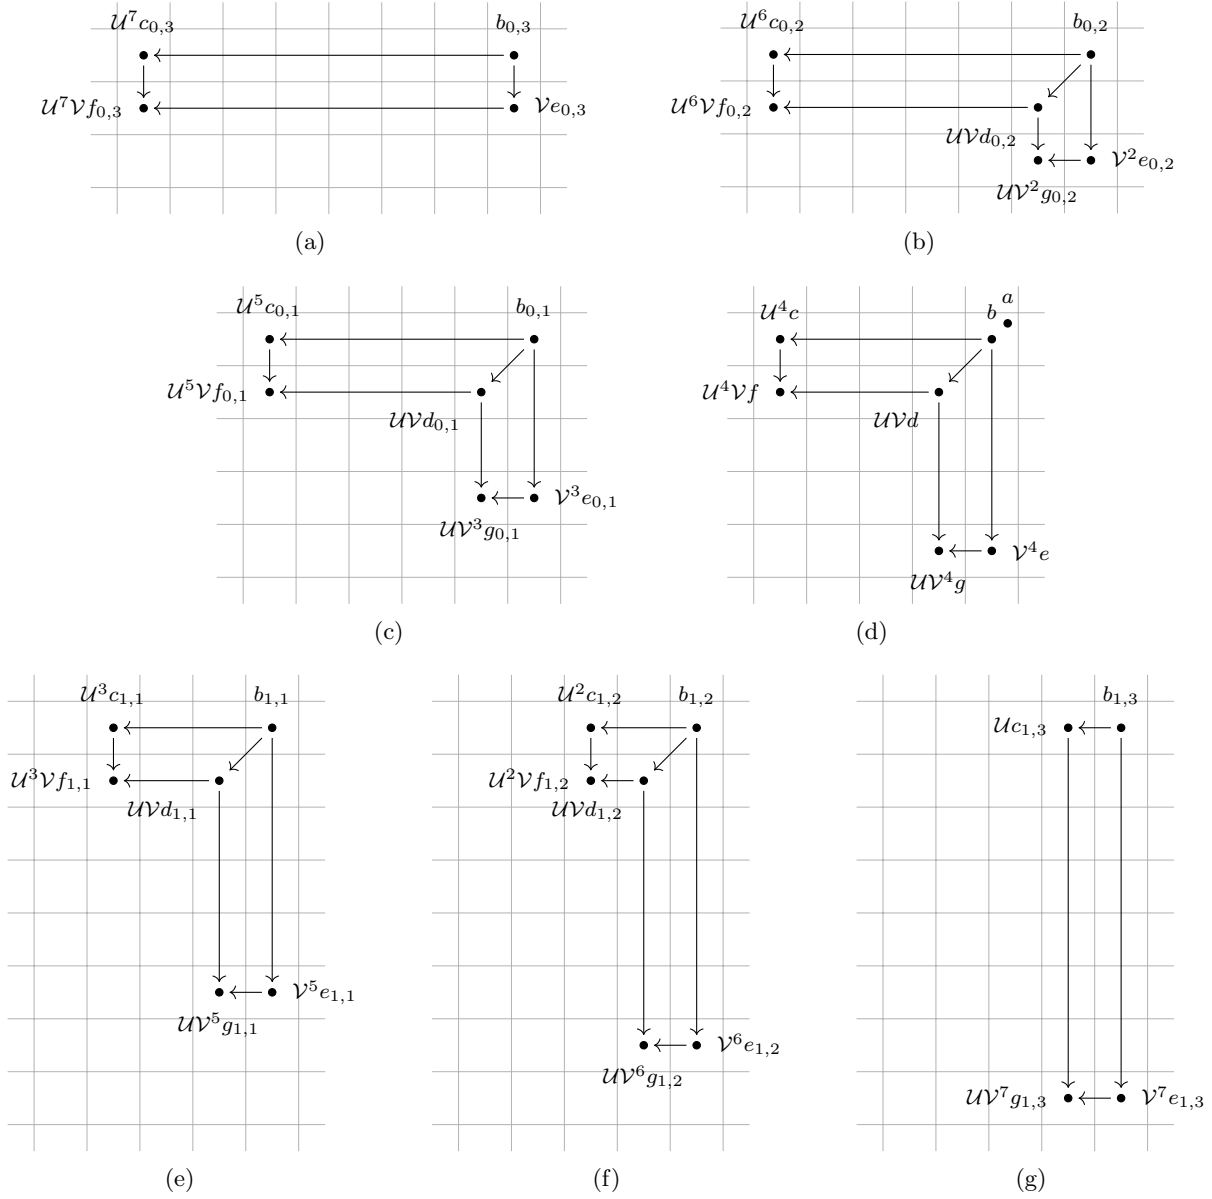 𝒰⁷c₀,₃ b₀,₃
𝒰⁷𝒱f₀,₃ 𝒱e₀,₃
(a)
𝒰⁶c₀,₂ b₀,₂
𝒰⁶𝒱f₀,₂ 𝒰𝒱d₀,₂ 𝒱²e₀,₂
𝒰𝒱²g₀,₂
(b)
𝒰⁵c₀,₁ b₀,₁
𝒰⁵𝒱f₀,₁ 𝒰𝒱d₀,₁
𝒱³e₀,₁
𝒰𝒱³g₀,₁
(c)
a
𝒰⁴c b
𝒰⁴𝒱f 𝒰𝒱d
𝒱⁴e
𝒰𝒱⁴g
(d)
𝒰³c₁,₁ b₁,₁
𝒰³𝒱f₁,₁
𝒰𝒱d₁,₁
𝒱⁵e₁,₁
𝒰𝒱⁵g₁,₁
(e)
𝒰²c₁,₂ b₁,₂
𝒰²𝒱f₁,₂
𝒰𝒱d₁,₂
𝒱⁶e₁,₂
𝒰𝒱⁶g₁,₂
(f)
b₁,₃
𝒰c₁,₃
𝒰𝒱⁷g₁,₃ 𝒱⁷e₁,₃
(g)